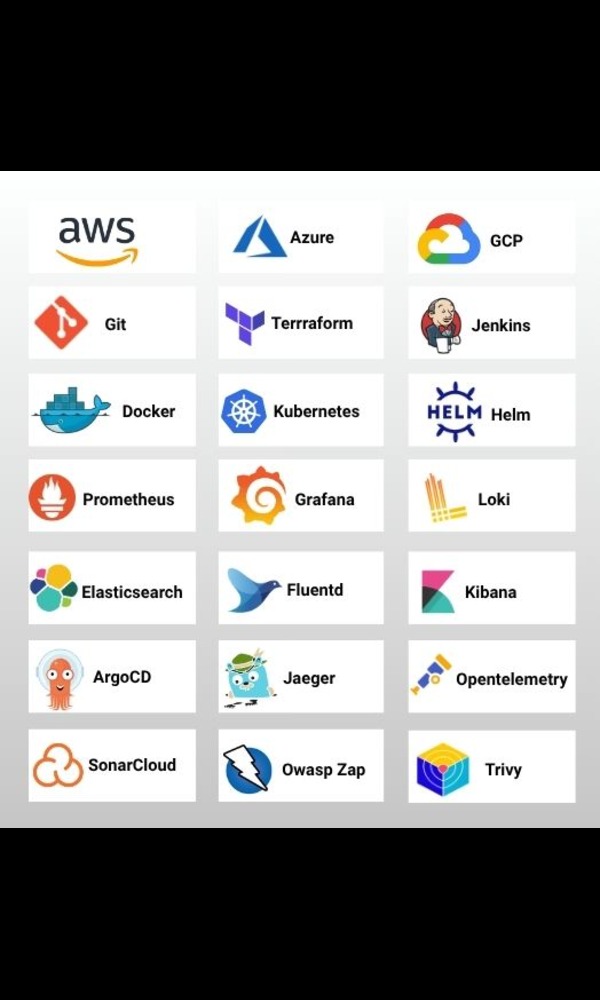 aws
Azure
GCP
Git
Terrraform
Jenkins
Docker
Kubernetes
HELM Helm
Prometheus
Grafana
Loki
Elasticsearch
Fluentd
Kibana
ArgoCD
Jaeger
Opentelemetry
SonarCloud
Owasp Zap
Trivy